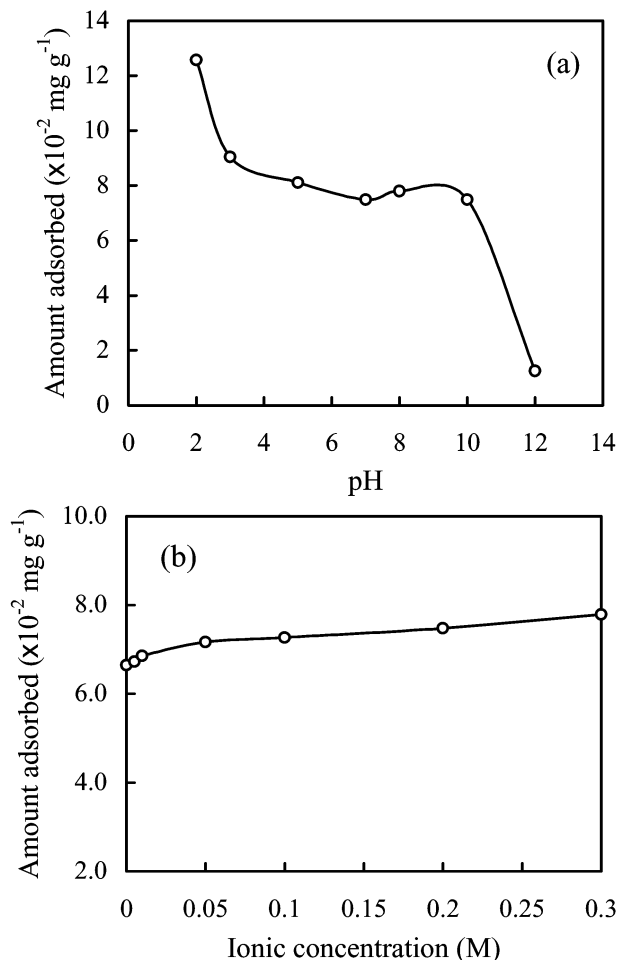 14
12
10
8
6
4
2
0
Amount adsorbed (x10⁻² mg g⁻¹)
(a)
0 2 4 6 8 10 12 14
pH
10.0
8.0
6.0
4.0
2.0
Amount adsorbed (x10⁻² mg g⁻¹)
(b)
0 0.05 0.1 0.15 0.2 0.25 0.3
Ionic concentration (M)